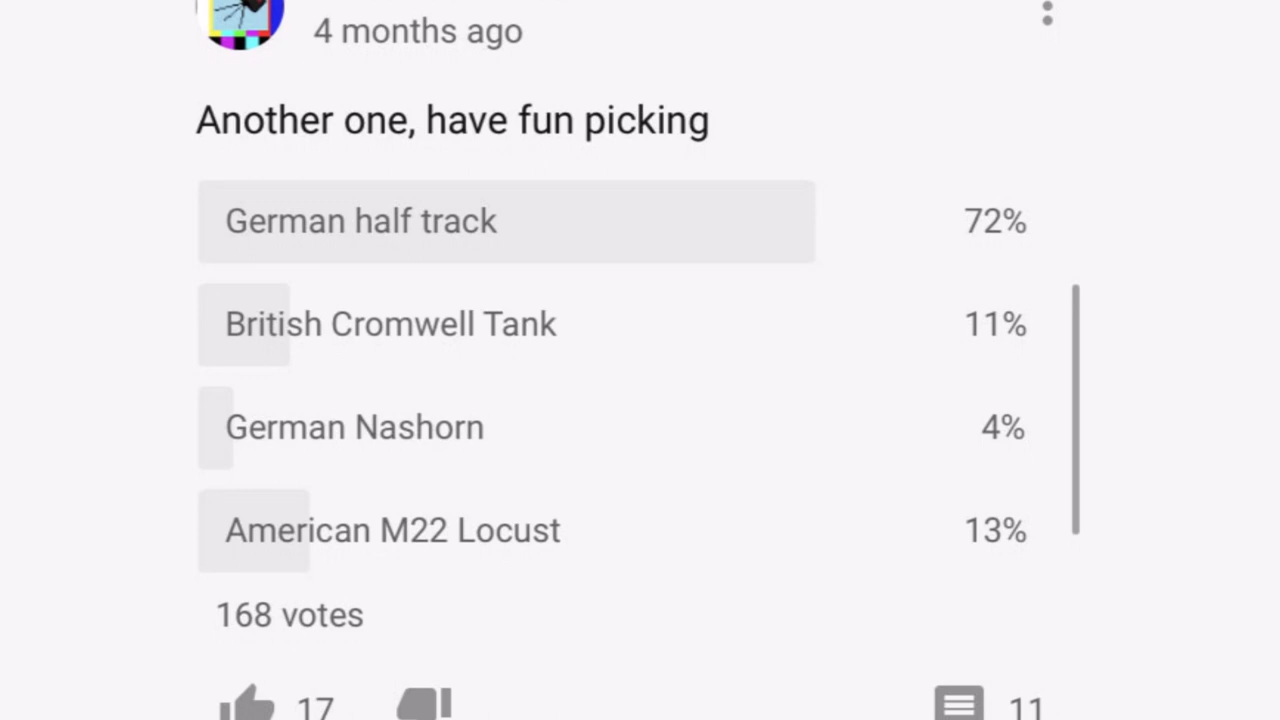 4 months ago
Another one, have fun picking
German half track 72%
British Cromwell Tank 11%
German Nashorn 4%
American M22 Locust 13%
168 votes
17 11